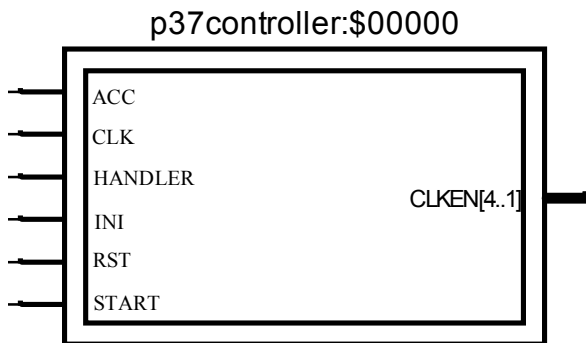 p37controller:$00000
ACC
CLK
HANDLER
CLKEN[4..1]
INI
RST
START